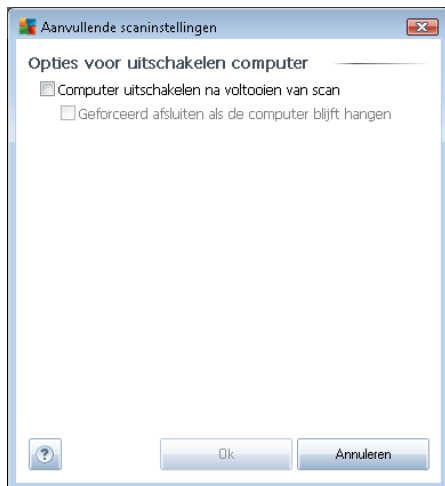 Aanvullende scaninstellingen
Opties voor uitschakelen computer
Computer uitschakelen na voltooien van scan
Geforceerd afsluiten als de computer blijft hangen
?
Ok
Annuleren